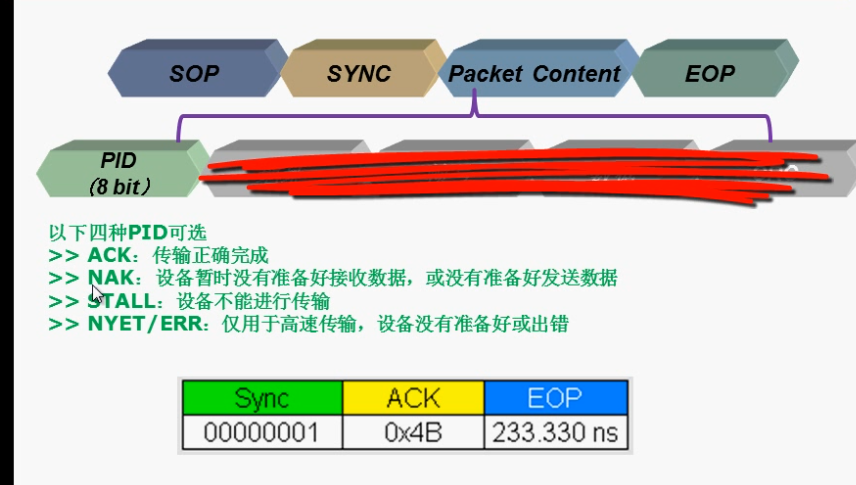 SOP SYNC Packet Content EOP
PID
（8 bit）
以下四种PID可选
>> ACK：传输正确完成
>> NAK：设备暂时没有准备好接收数据，或没有准备好发送数据
>> STALL：设备不能进行传输
>> NYET/ERR：仅用于高速传输，设备没有准备好或出错
Sync ACK EOP
00000001 0x4B 233.330 ns